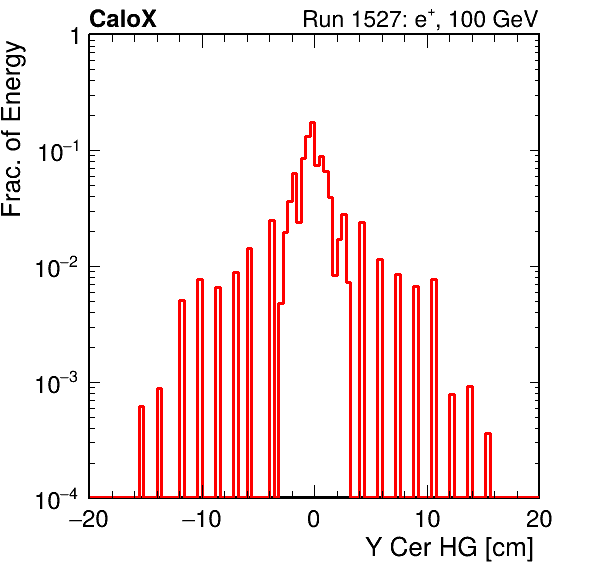 CaloX Run 1527: e⁺, 100 GeV
Frac. of Energy
1
10⁻¹
10⁻²
10⁻³
10⁻⁴
−20 −10 0 10 20
Y Cer HG [cm]